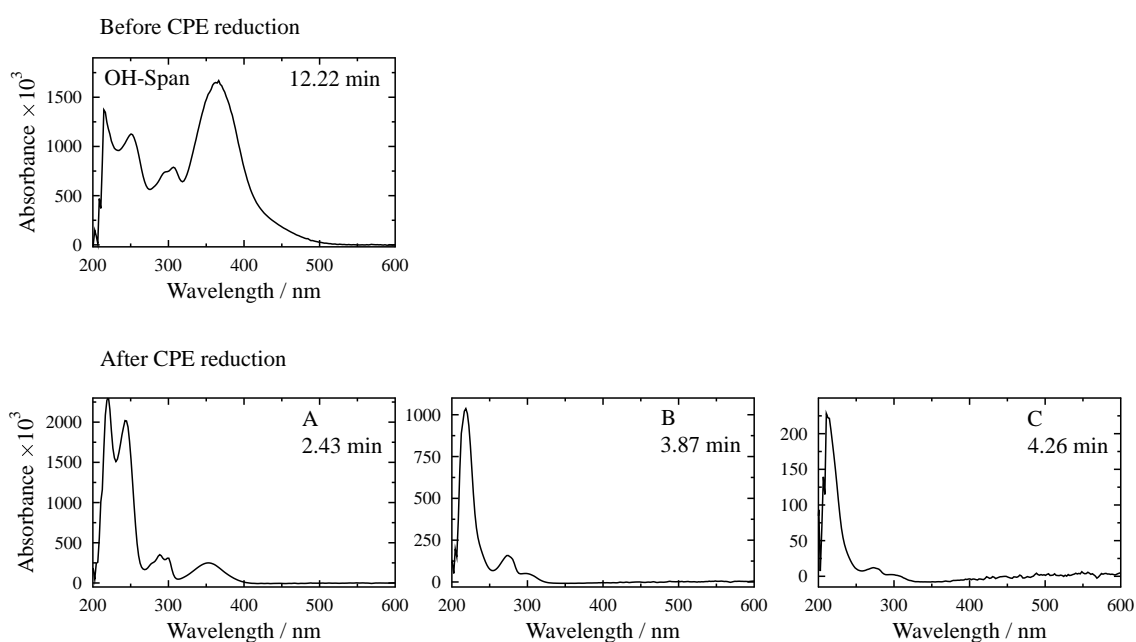 Before CPE reduction
OH-Span 12.22 min
Absorbance ×10³
1500
1000
500
0
200 300 400 500 600
Wavelength / nm
After CPE reduction
A
2.43 min
Absorbance ×10³
2000
1500
1000
500
0
200 300 400 500 600
Wavelength / nm
B
3.87 min
1000
750
500
250
0
200 300 400 500 600
Wavelength / nm
C
4.26 min
200
150
100
50
0
200 300 400 500 600
Wavelength / nm